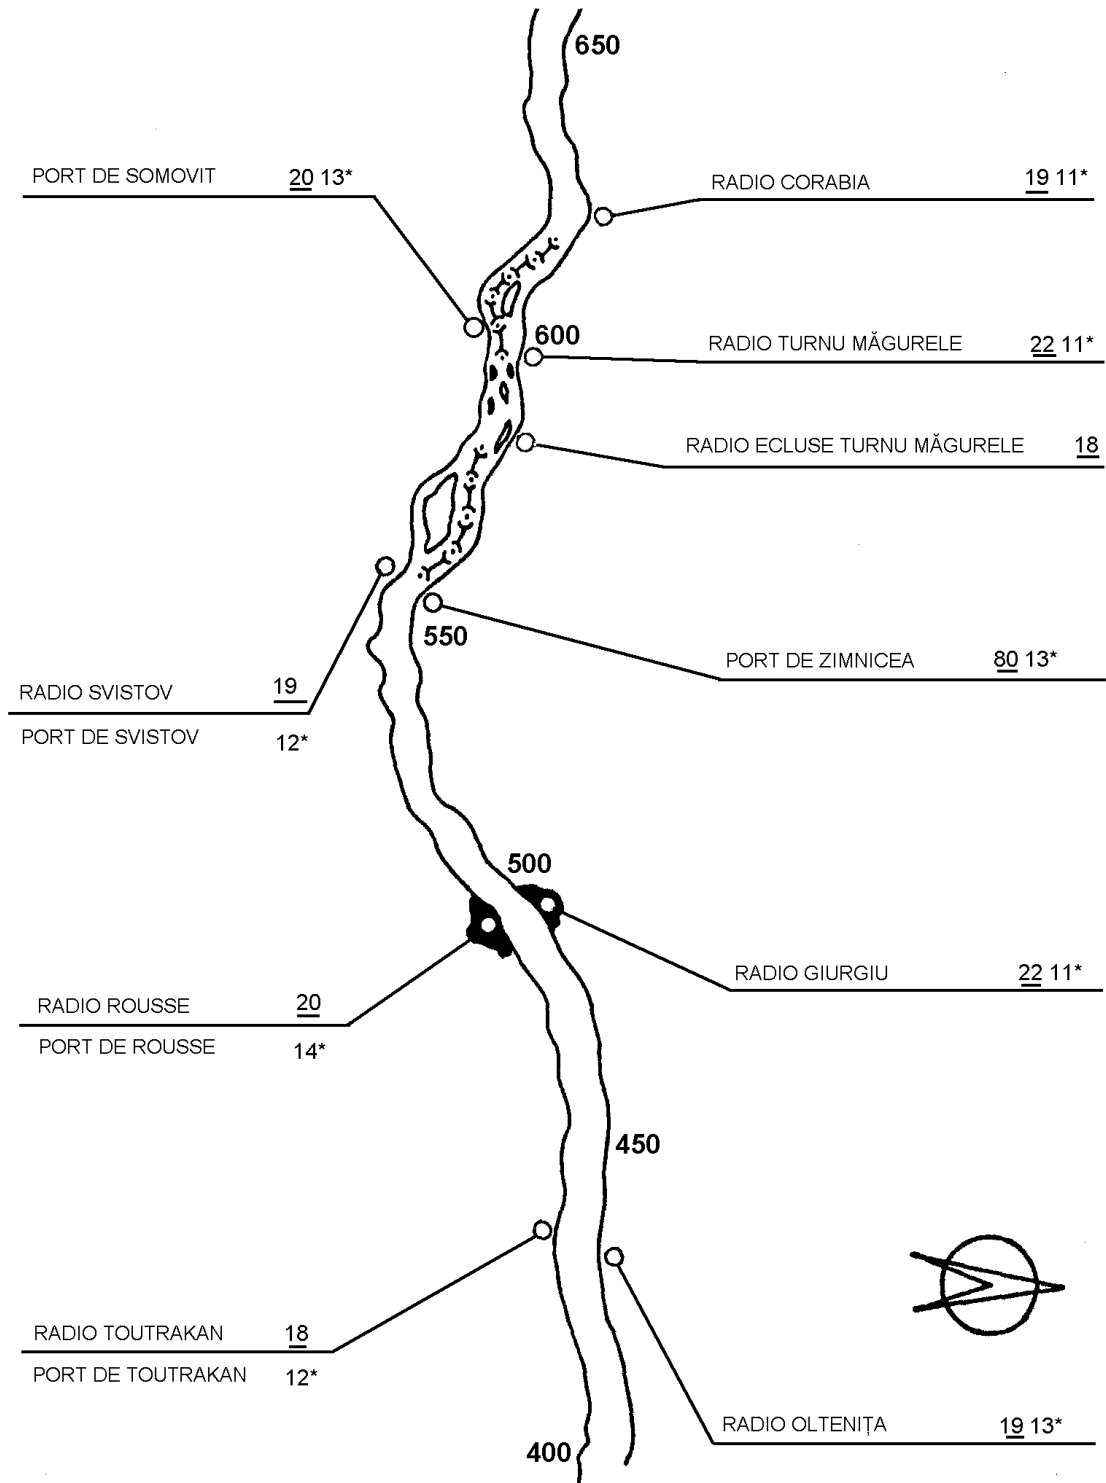 650
PORT DE SOMOVIT 20 13*
RADIO CORABIA 19 11*
600
RADIO TURNU MĂGURELE 22 11*
RADIO ECLUSE TURNU MĂGURELE 18
550
PORT DE ZIMNICEA 80 13*
RADIO SVISTOV 19
PORT DE SVISTOV 12*
500
RADIO GIURGIU 22 11*
RADIO ROUSSE 20
PORT DE ROUSSE 14*
450
RADIO TOUTRAKAN 18
PORT DE TOUTRAKAN 12*
RADIO OLTENIȚA 19 13*
400